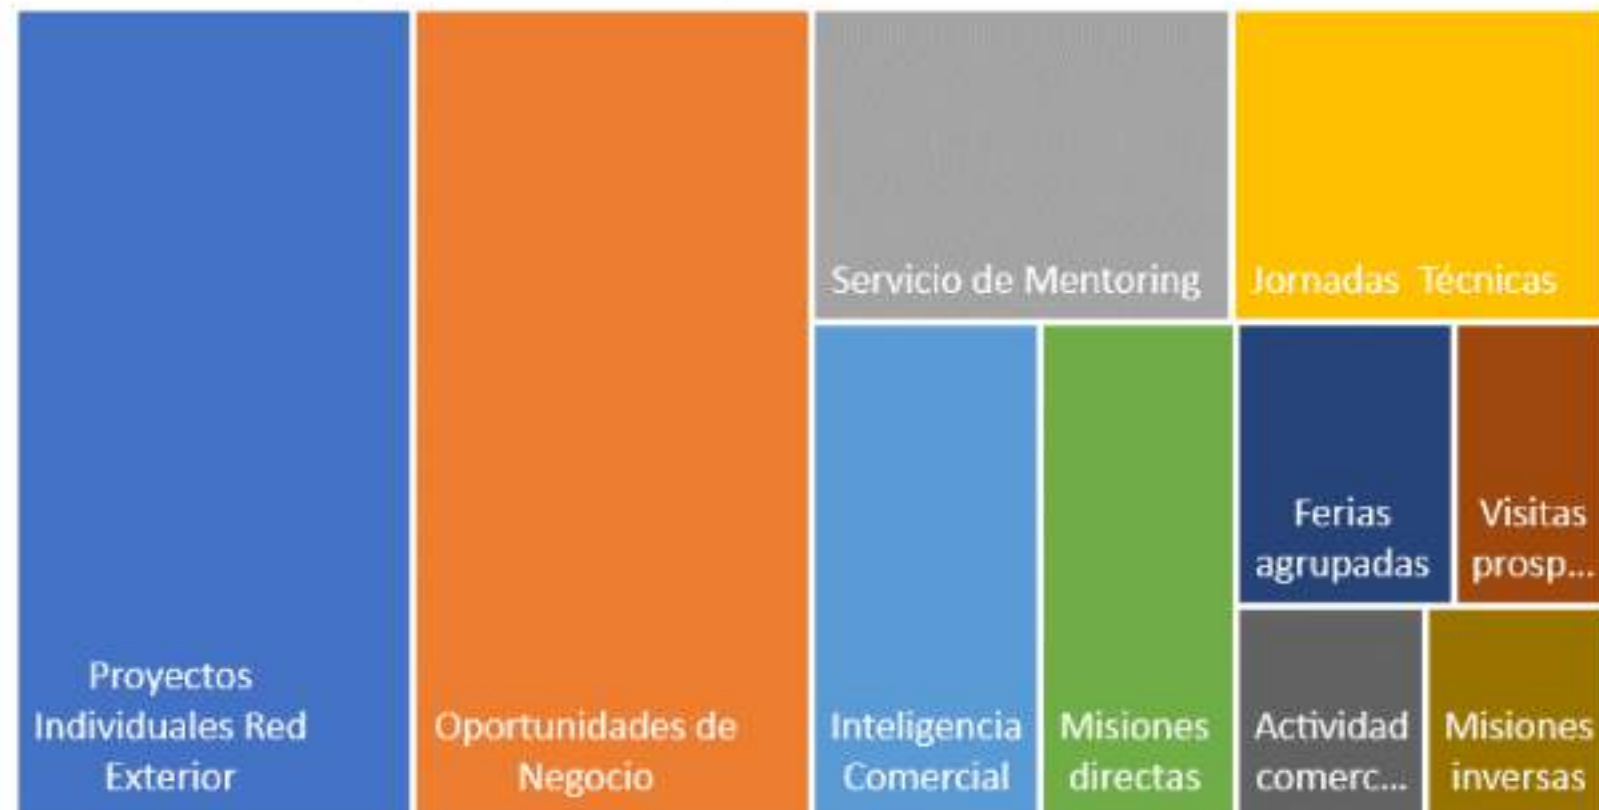 Proyectos
Individuales Red
Exterior
Oportunidades de
Negocio
Servicio de Mentoring
Jornadas Técnicas
Inteligencia
Comercial
Misiones
directas
Ferias
agrupadas
Visitas
prosp...
Actividad
comerc...
Misiones
inversas